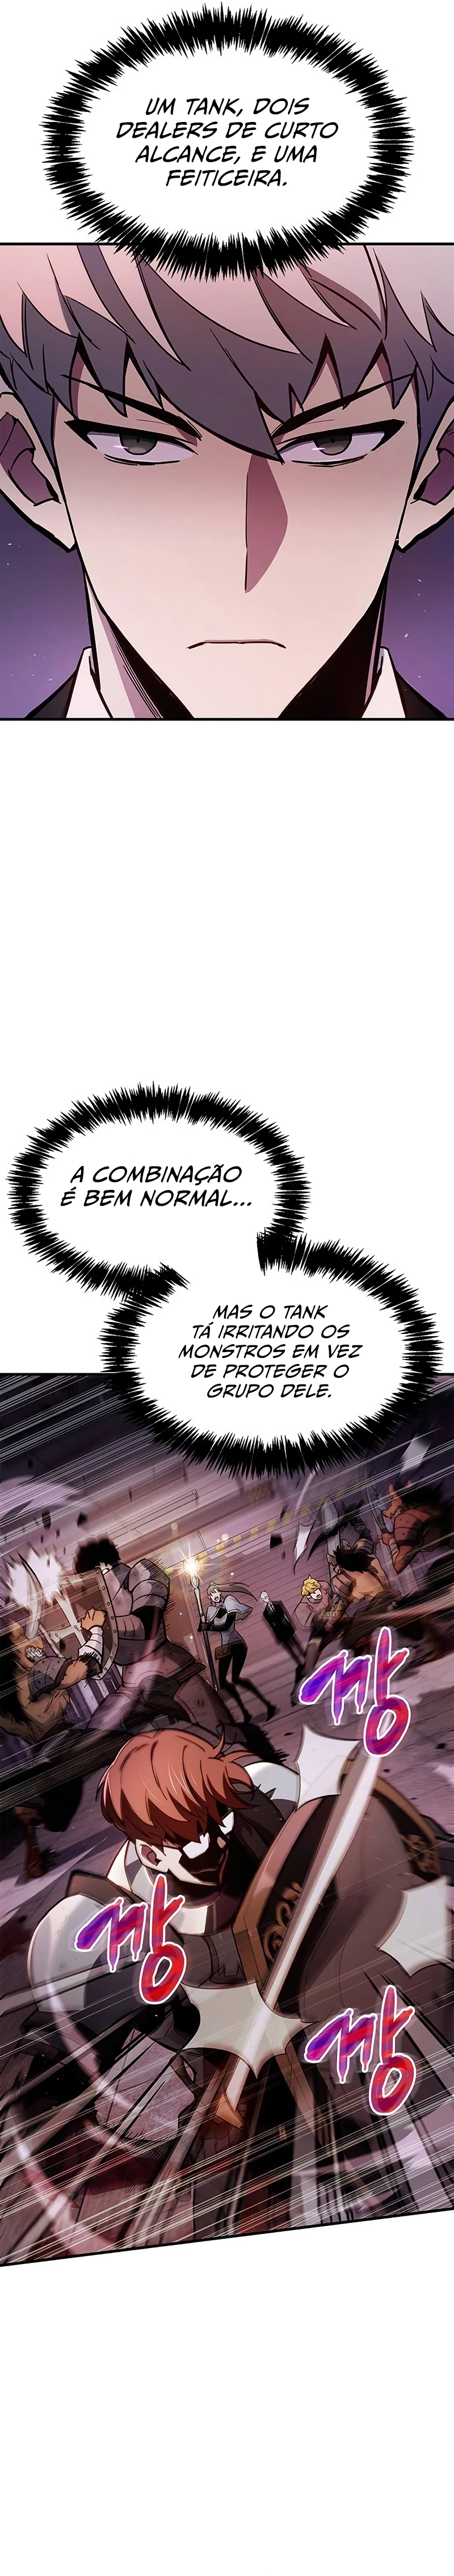 UM TANK, DOIS
DEALERS DE CURTO
ALCANCE, E UMA
FEITICEIRA.
A COMBINAÇÃO
É BEM NORMAL...
MAS O TANK
TÁ IRRITANDO OS
MONSTROS EM VEZ
DE PROTEGER O
GRUPO DELE.
깡
깡
깡